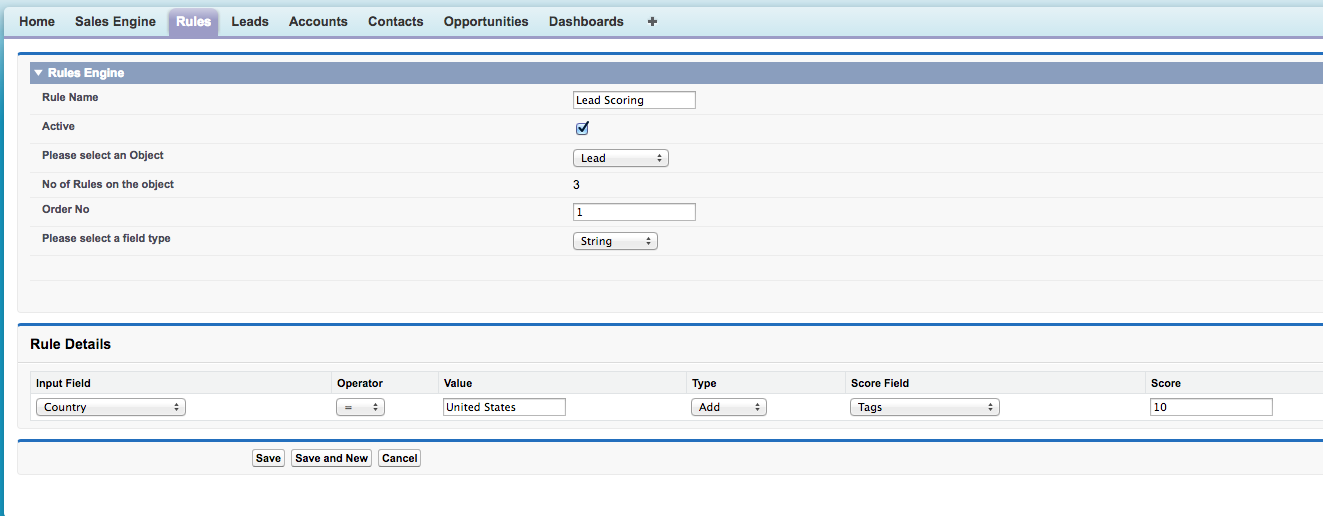 Home Sales Engine Rules Leads Accounts Contacts Opportunities Dashboards +
Rules Engine
Rule Name Lead Scoring
Active
Please select an Object Lead
No of Rules on the object 3
Order No 1
Please select a field type String
Rule Details
Input Field Operator Value Type Score Field Score
Country = United States Add Tags 10
Save Save and New Cancel